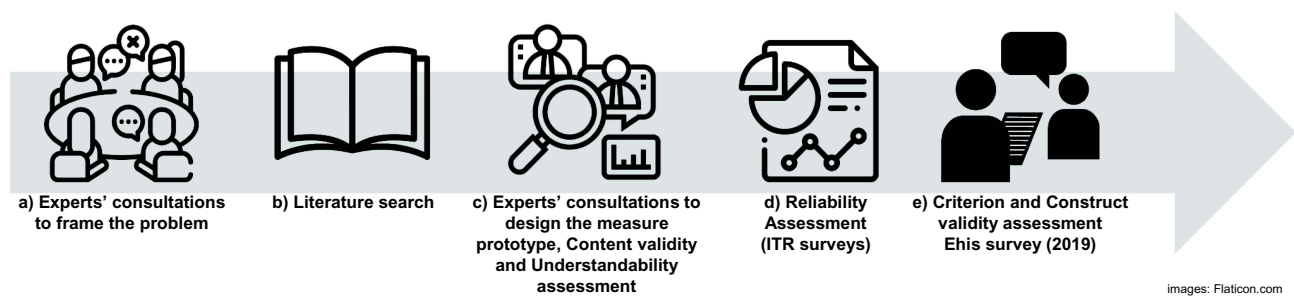 a) Experts' consultations
to frame the problem
b) Literature search
c) Experts' consultations to
design the measure
prototype, Content validity
and Understandability
assessment
d) Reliability
Assessment
(ITR surveys)
e) Criterion and Construct
validity assessment
Ehis survey (2019)
images: Flaticon.com